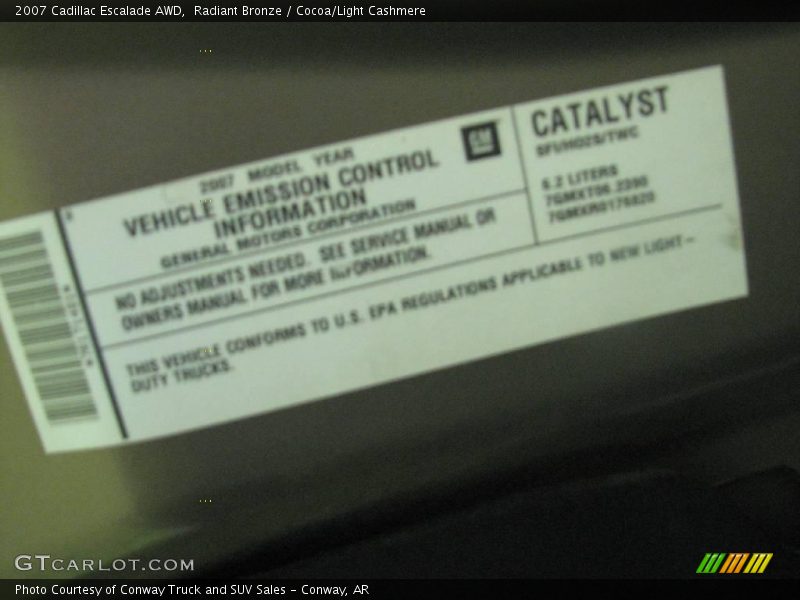 2007 Cadillac Escalade AWD, Radiant Bronze / Cocoa/Light Cashmere
2007 MODEL YEAR
VEHICLE EMISSION CONTROL
INFORMATION
GENERAL MOTORS CORPORATION
GM
CATALYST
SFI/HO2S/TWC
6.2 LITERS
NO ADJUSTMENTS NEEDED. SEE SERVICE MANUAL OR
OWNERS MANUAL FOR MORE INFORMATION.
THIS VEHICLE CONFORMS TO U.S. EPA REGULATIONS APPLICABLE TO NEW LIGHT-
DUTY TRUCKS.
GTCARLOT.COM
Photo Courtesy of Conway Truck and SUV Sales - Conway, AR